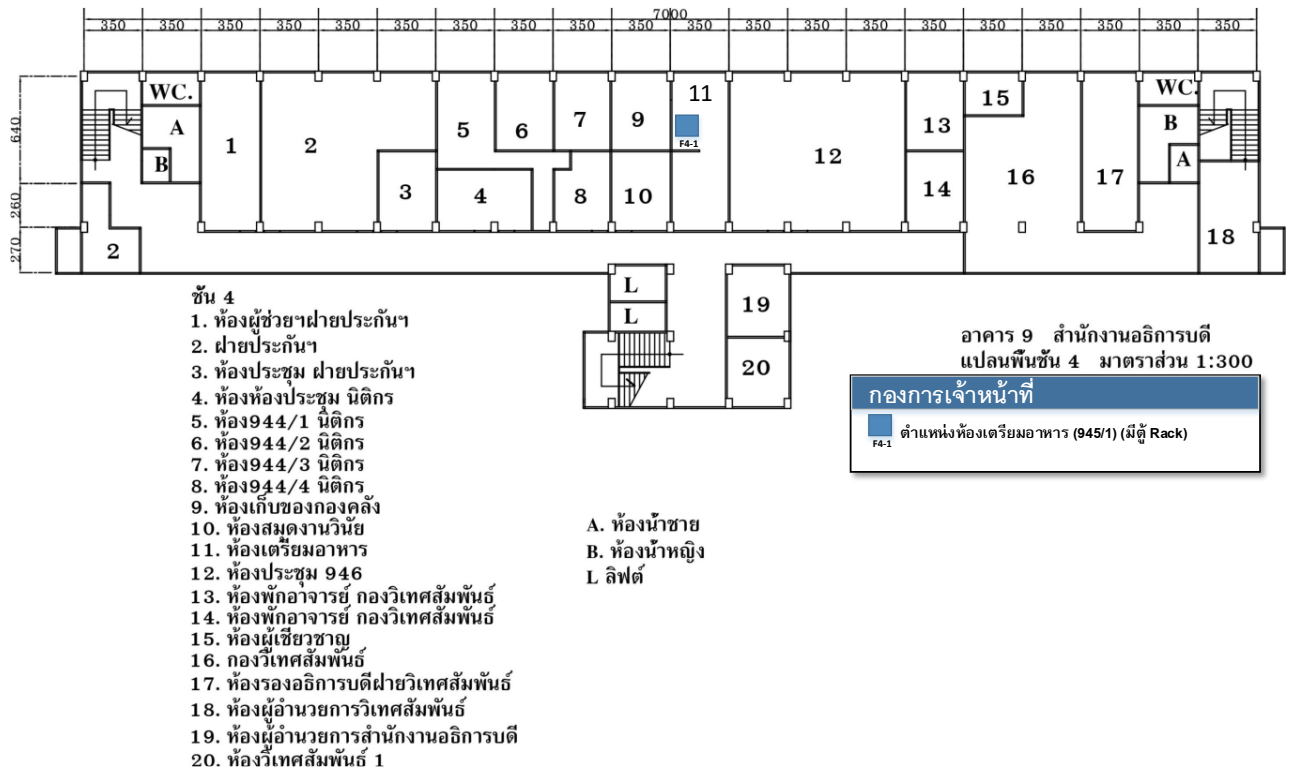 7000
350 350 350 350 350 350 350 350 350 350 350 350 350 350 350 350 350 350 350 350
640
260
270
WC.
A
B
1
2
3
4
5
6
7
8
9
10
11
F4-1
12
13
14
15
16
17
WC.
B
A
18
2
L
L
19
20
ชั้น 4
1. ห้องผู้ช่วยฯฝ่ายประกันฯ
2. ฝ่ายประกันฯ
3. ห้องประชุม ฝ่ายประกันฯ
4. ห้องห้องประชุม นิติกร
5. ห้อง944/1 นิติกร
6. ห้อง944/2 นิติกร
7. ห้อง944/3 นิติกร
8. ห้อง944/4 นิติกร
9. ห้องเก็บของกองคลัง
10. ห้องสมุดงานวินัย
11. ห้องเตรียมอาหาร
12. ห้องประชุม 946
13. ห้องพักอาจารย์ กองวิเทศสัมพันธ์
14. ห้องพักอาจารย์ กองวิเทศสัมพันธ์
15. ห้องผู้เชียวชาญ
16. กองวิเทศสัมพันธ์
17. ห้องรองอธิการบดีฝ่ายวิเทศสัมพันธ์
18. ห้องผู้อำนวยการวิเทศสัมพันธ์
19. ห้องผู้อำนวยการสำนักงานอธิการบดี
20. ห้องวิเทศสัมพันธ์ 1
A. ห้องน้ำชาย
B. ห้องน้ำหญิง
L ลิฟต์
อาคาร 9 สำนักงานอธิการบดี
แปลนพื้นชั้น 4 มาตราส่วน 1:300
กองการเจ้าหน้าที่
F4-1 ตำแหน่งห้องเตรียมอาหาร (945/1) (มีตู้ Rack)